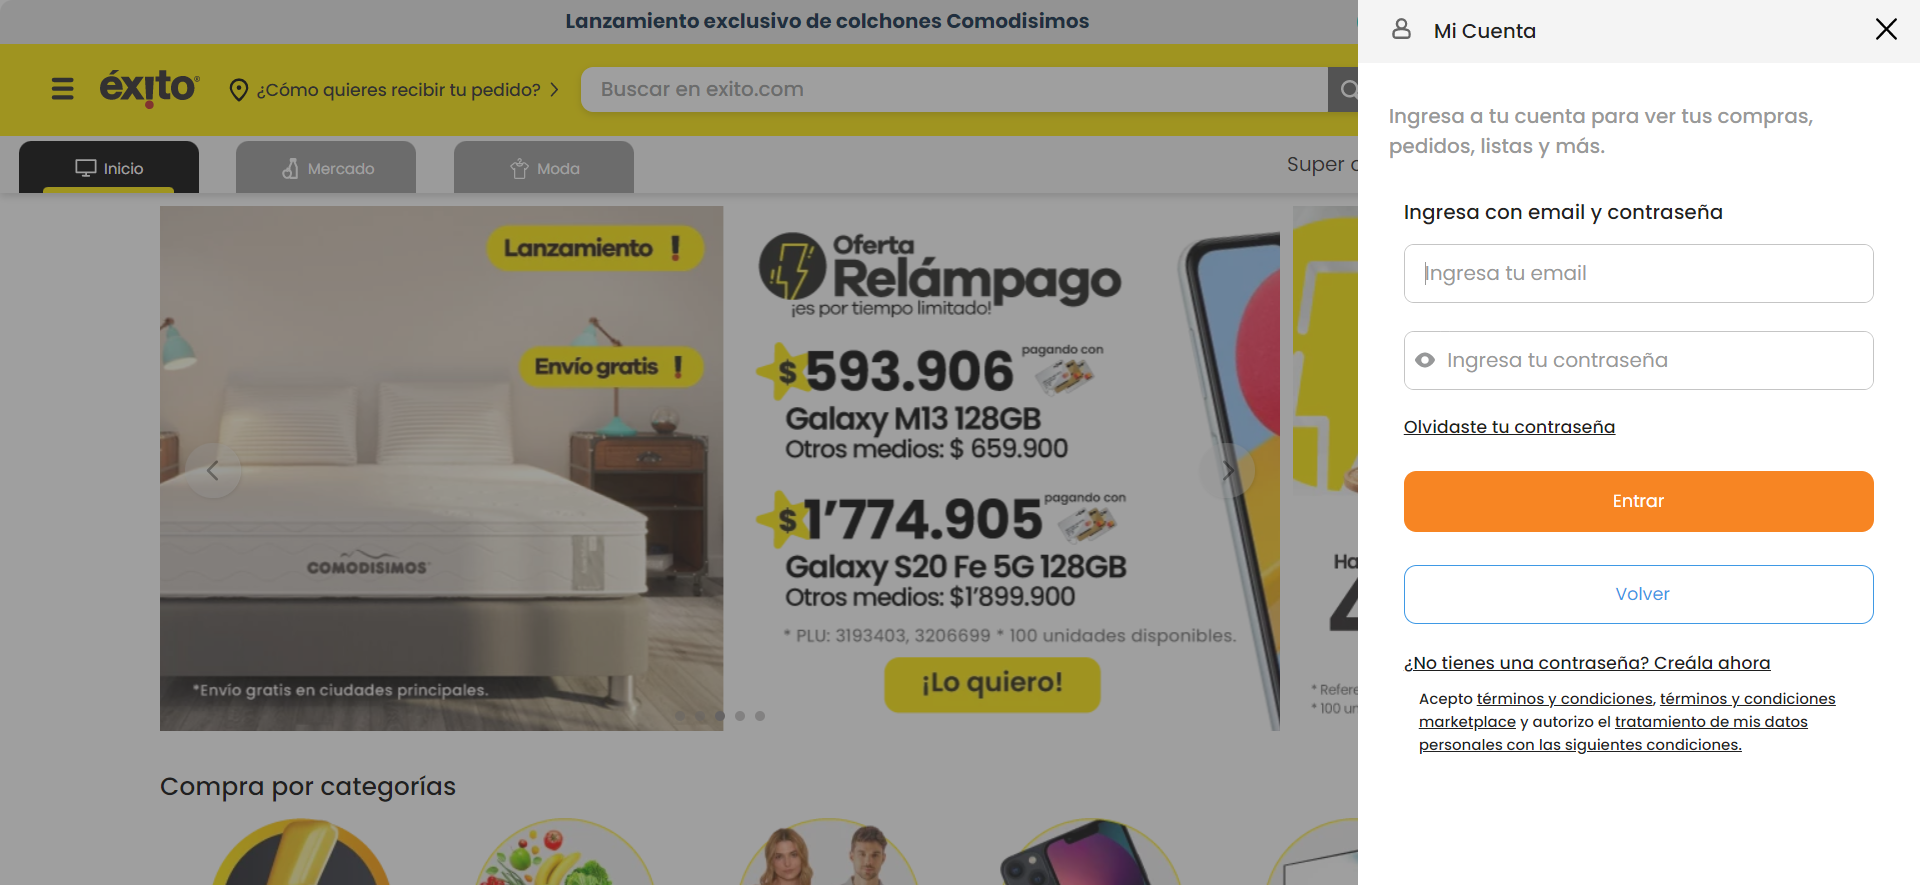 Lanzamiento exclusivo de colchones Comodisimos
éxito
¿Cómo quieres recibir tu pedido?
Buscar en exito.com
Inicio
Mercado
Moda
Super
Lanzamiento !
Envío gratis !
COMODISIMOS
*Envío gratis en ciudades principales.
Oferta
Relámpago
¡es por tiempo limitado!
$593.906 pagando con
Galaxy M13 128GB
Otros medios: $ 659.900
$1'774.905 pagando con
Galaxy S20 Fe 5G 128GB
Otros medios: $1'899.900
* PLU: 3193403, 3206699 * 100 unidades disponibles.
¡Lo quiero!
Compra por categorías
Mi Cuenta
Ingresa a tu cuenta para ver tus compras,
pedidos, listas y más.
Ingresa con email y contraseña
Ingresa tu email
Ingresa tu contraseña
Olvidaste tu contraseña
Entrar
Volver
¿No tienes una contraseña? Creála ahora
Acepto términos y condiciones, términos y condiciones
marketplace y autorizo el tratamiento de mis datos
personales con las siguientes condiciones.